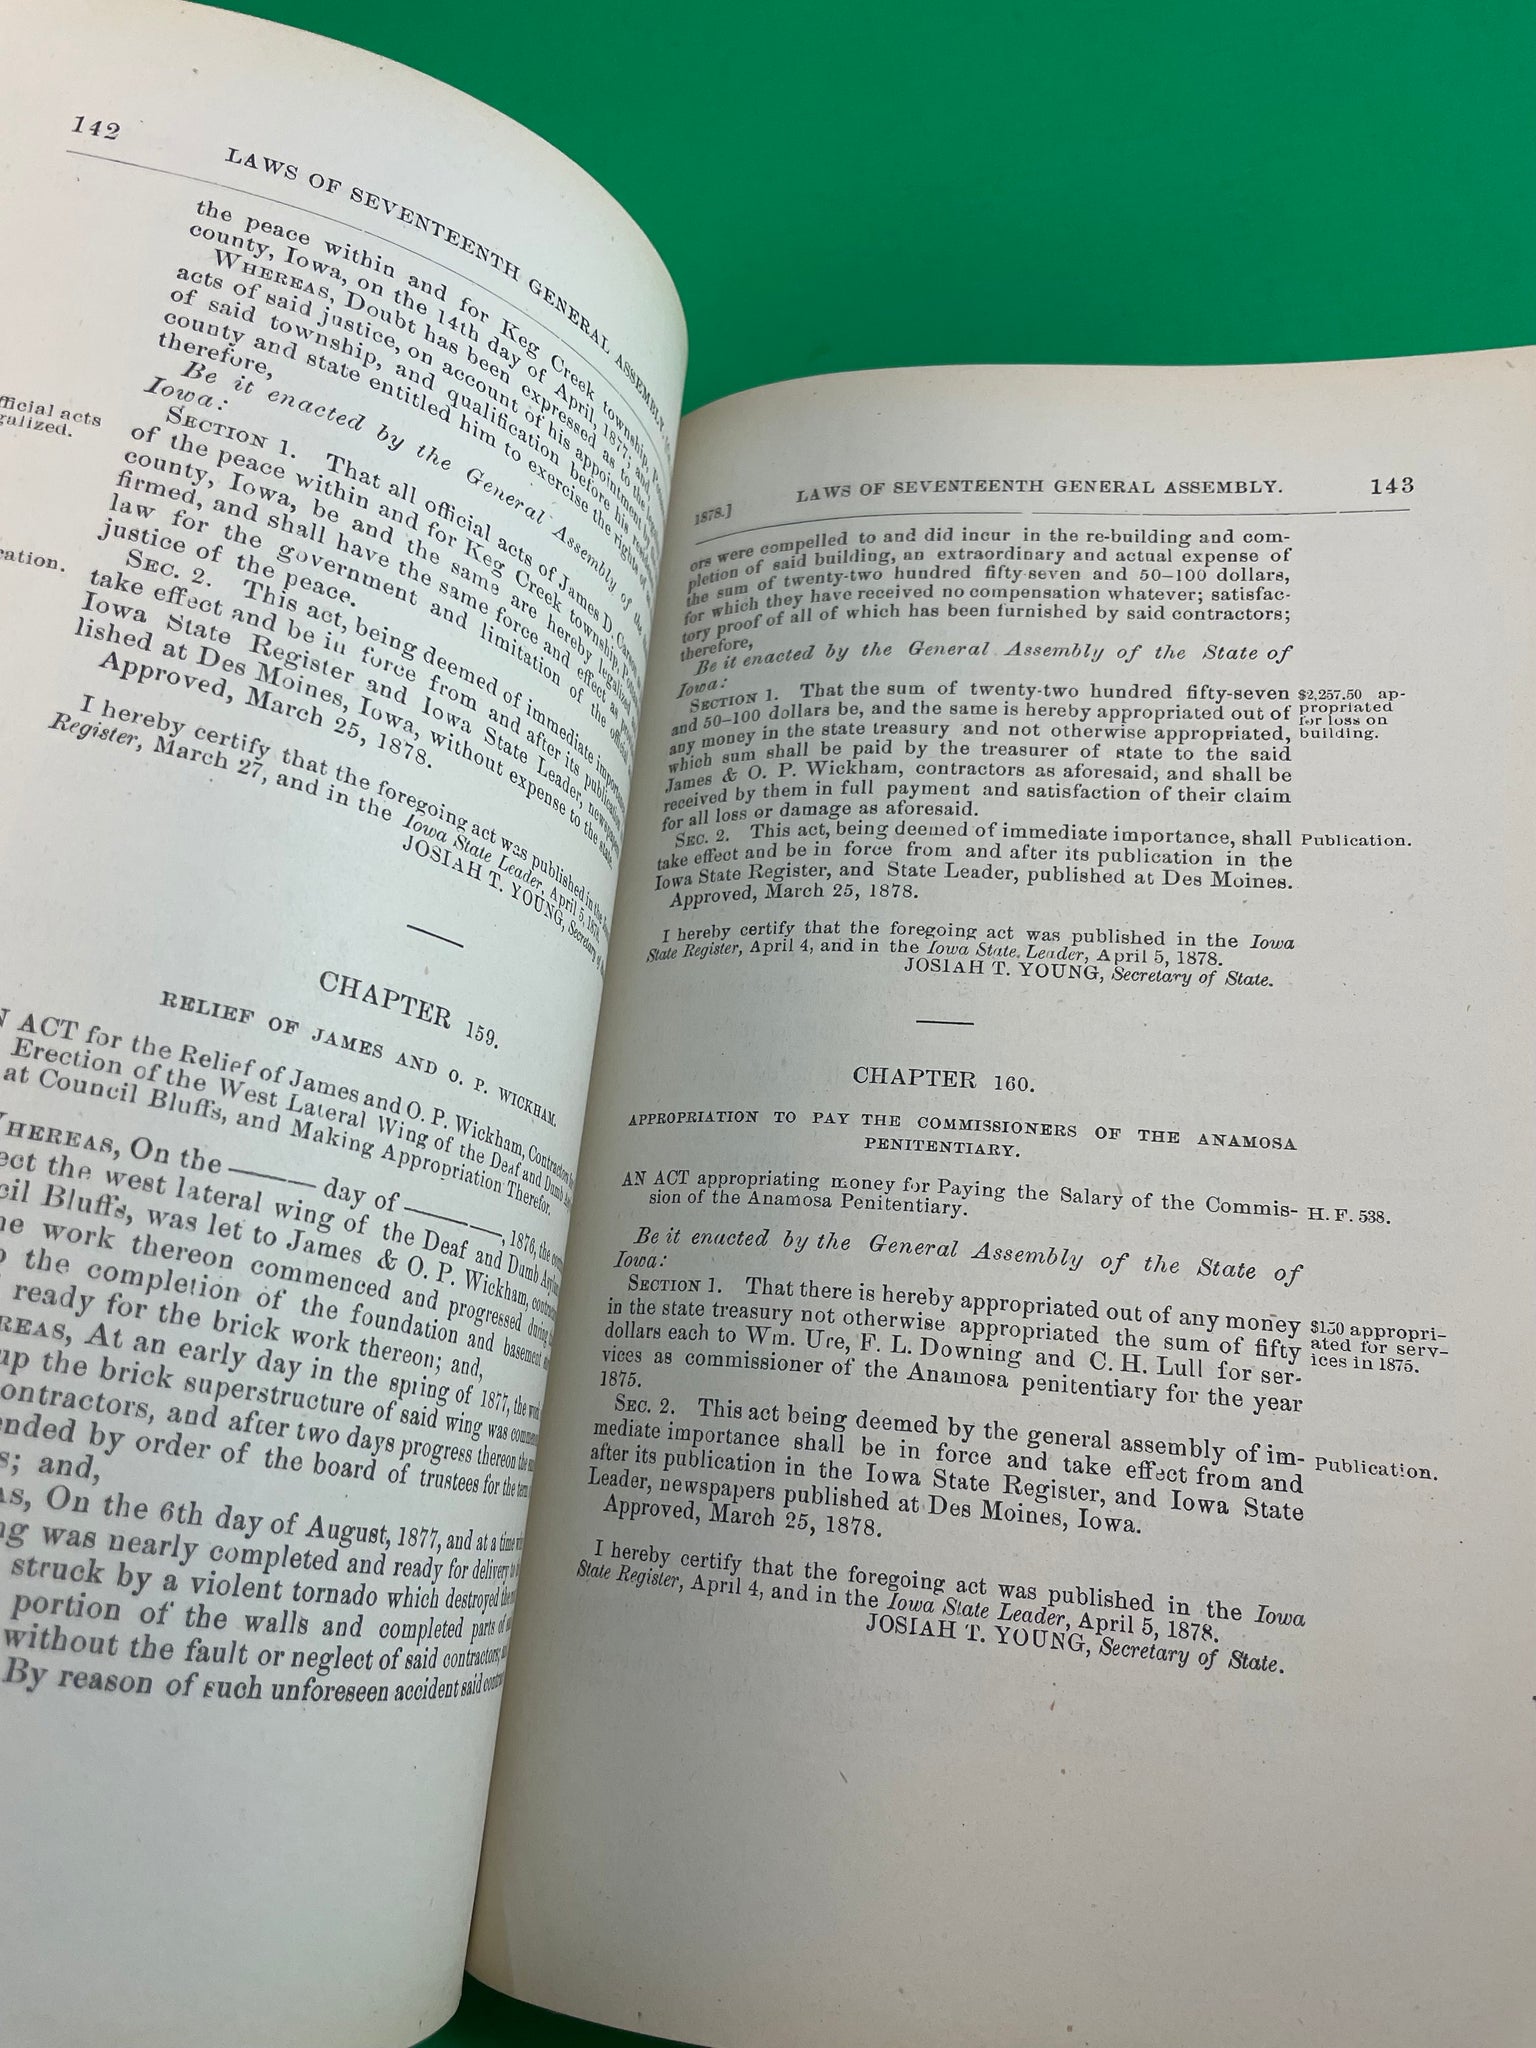 142
LAWS OF SEVENTEENTH GENERAL ASSEMBLY.
the peace within and for Keg Creek township,
county, Iowa, on the 14th day of April, 1877; and,
WHEREAS, Doubt has been expressed as to the
acts of said justice, on account of his appointment by the
of said township, and qualification before his
county and state entitled him to exercise the rights of
therefore,
Be it enacted by the General Assembly of the
Iowa:
SECTION 1. That all official acts of James D. Carson,
of the peace within and for Keg Creek township,
county, Iowa, be and the same are hereby legalized
firmed, and shall have the same force and effect as
law for the government and limitation of the official
justice of the peace.
SEC. 2. This act, being deemed of immediate importance,
take effect and be in force from and after its publication
Iowa State Register and Iowa State Leader, newspapers
lished at Des Moines, Iowa, without expense to the state.
Approved, March 25, 1878.
I hereby certify that the foregoing act was published in the
Register, March 27, and in the Iowa State Leader, April 5, 1878.
JOSIAH T. YOUNG, Secretary of
fficial acts
galized.
ation.
CHAPTER 159.
RELIEF OF JAMES AND O. P. WICKHAM.
N ACT for the Relief of James and O. P. Wickham, Contractors for
Erection of the West Lateral Wing of the Deaf and Dumb
at Council Bluffs, and Making Appropriation Therefor.
WHEREAS, On the ——— day of ———, 1876, the
ect the west lateral wing of the Deaf and Dumb Asylum
cil Bluffs, was let to James & O. P. Wickham,
he work thereon commenced and progressed during
o the completion of the foundation and basement
ready for the brick work thereon; and,
REAS, At an early day in the spring of 1877, the work
up the brick superstructure of said wing was
ontractors, and after two days progress thereon the
ended by order of the board of trustees for the term
s; and,
AS, On the 6th day of August, 1877, and at a time
ng was nearly completed and ready for delivery to
struck by a violent tornado which destroyed the
portion of the walls and completed parts of
without the fault or neglect of said contractors;
By reason of such unforeseen accident said
1878.] LAWS OF SEVENTEENTH GENERAL ASSEMBLY. 143
ors were compelled to and did incur in the re-building and com-
pletion of said building, an extraordinary and actual expense of
the sum of twenty-two hundred fifty-seven and 50-100 dollars,
for which they have received no compensation whatever; satisfac-
tory proof of all of which has been furnished by said contractors;
therefore,
Be it enacted by the General Assembly of the State of
Iowa:
SECTION 1. That the sum of twenty-two hundred fifty-seven
and 50-100 dollars be, and the same is hereby appropriated out of
any money in the state treasury and not otherwise appropriated,
which sum shall be paid by the treasurer of state to the said
James & O. P. Wickham, contractors as aforesaid, and shall be
received by them in full payment and satisfaction of their claim
for all loss or damage as aforesaid.
$2,257.50 ap-
propriated
for loss on
building.
SEC. 2. This act, being deemed of immediate importance, shall
take effect and be in force from and after its publication in the
Iowa State Register, and State Leader, published at Des Moines.
Approved, March 25, 1878.
Publication.
I hereby certify that the foregoing act was published in the Iowa
State Register, April 4, and in the Iowa State Leader, April 5, 1878.
JOSIAH T. YOUNG, Secretary of State.
CHAPTER 160.
APPROPRIATION TO PAY THE COMMISSIONERS OF THE ANAMOSA
PENITENTIARY.
AN ACT appropriating money for Paying the Salary of the Commis-
sion of the Anamosa Penitentiary.
H. F. 538.
Be it enacted by the General Assembly of the State of
Iowa:
SECTION 1. That there is hereby appropriated out of any money
in the state treasury not otherwise appropriated the sum of fifty
dollars each to Wm. Ure, F. L. Downing and C. H. Lull for ser-
vices as commissioner of the Anamosa penitentiary for the year
1875.
$150 appropri-
ated for serv-
ices in 1875.
SEC. 2. This act being deemed by the general assembly of im-
mediate importance shall be in force and take effect from and
after its publication in the Iowa State Register, and Iowa State
Leader, newspapers published at Des Moines, Iowa.
Approved, March 25, 1878.
Publication.
I hereby certify that the foregoing act was published in the Iowa
State Register, April 4, and in the Iowa State Leader, April 5, 1878.
JOSIAH T. YOUNG, Secretary of State.